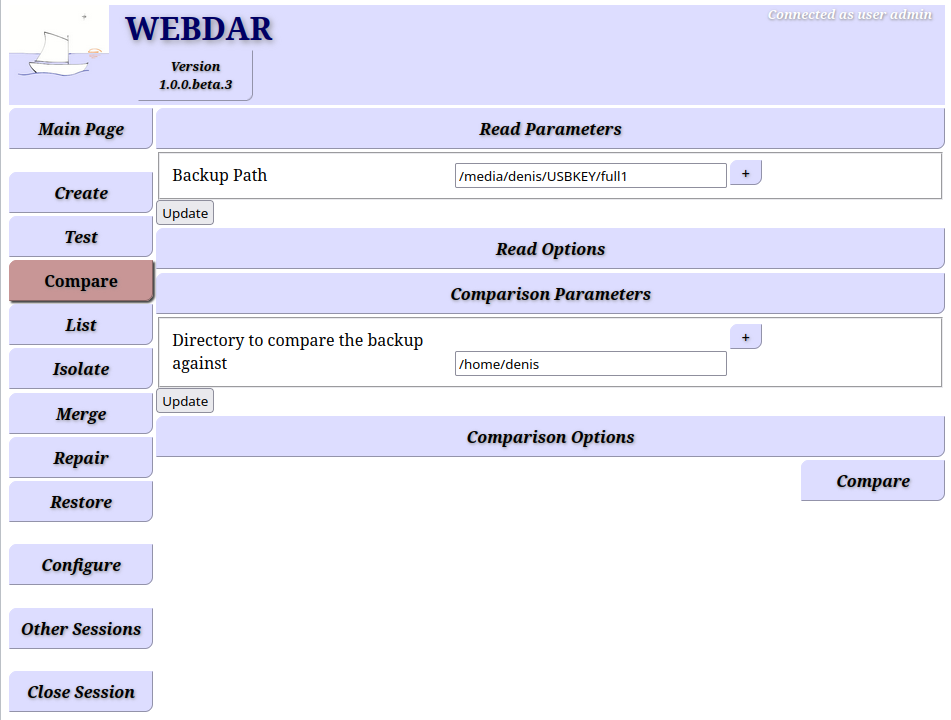 Connected as user admin
WEBDAR
Version
1.0.0.beta.3
Main Page
Create
Test
Compare
List
Isolate
Merge
Repair
Restore
Configure
Other Sessions
Close Session
Read Parameters
Backup Path
/media/denis/USBKEY/full1
+
Update
Read Options
Comparison Parameters
Directory to compare the backup
against
+
/home/denis
Update
Comparison Options
Compare